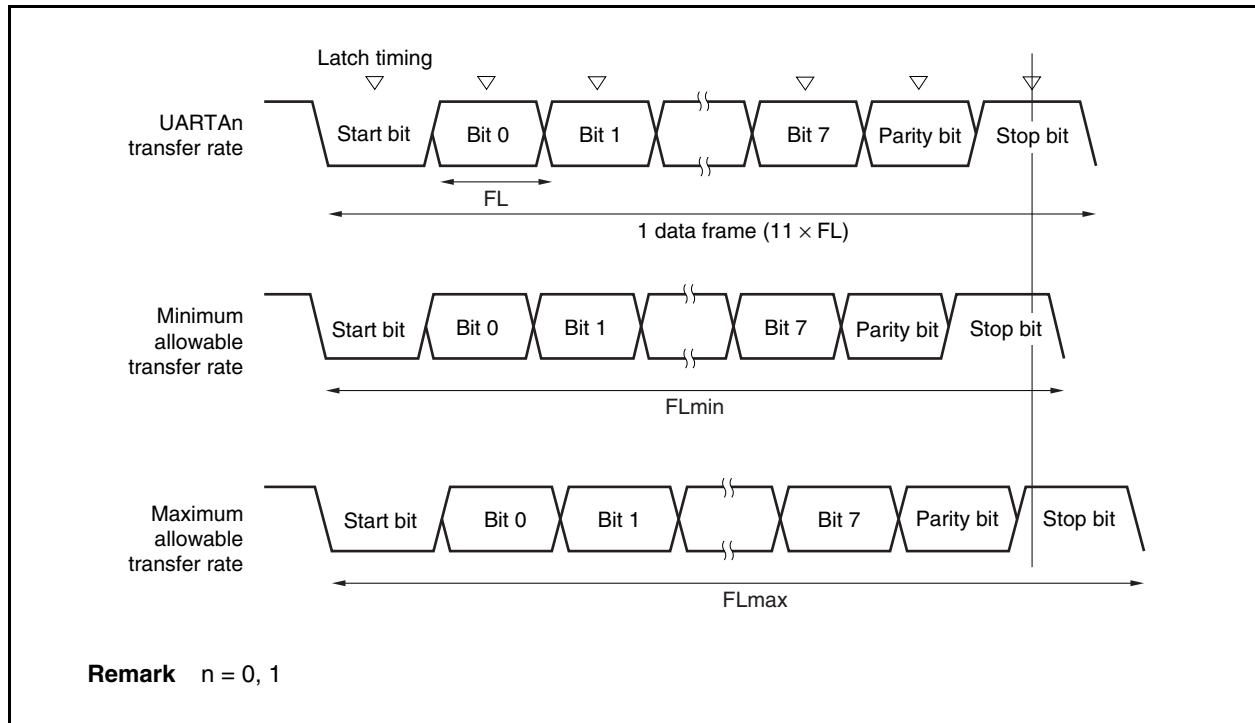 Latch timing
UARTAn
transfer rate
Start bit
Bit 0
Bit 1
Bit 7
Parity bit
Stop bit
FL
1 data frame (11 × FL)
Minimum
allowable
transfer rate
Start bit
Bit 0
Bit 1
Bit 7
Parity bit
Stop bit
FLmin
Maximum
allowable
transfer rate
Start bit
Bit 0
Bit 1
Bit 7
Parity bit
Stop bit
FLmax
Remark n = 0, 1